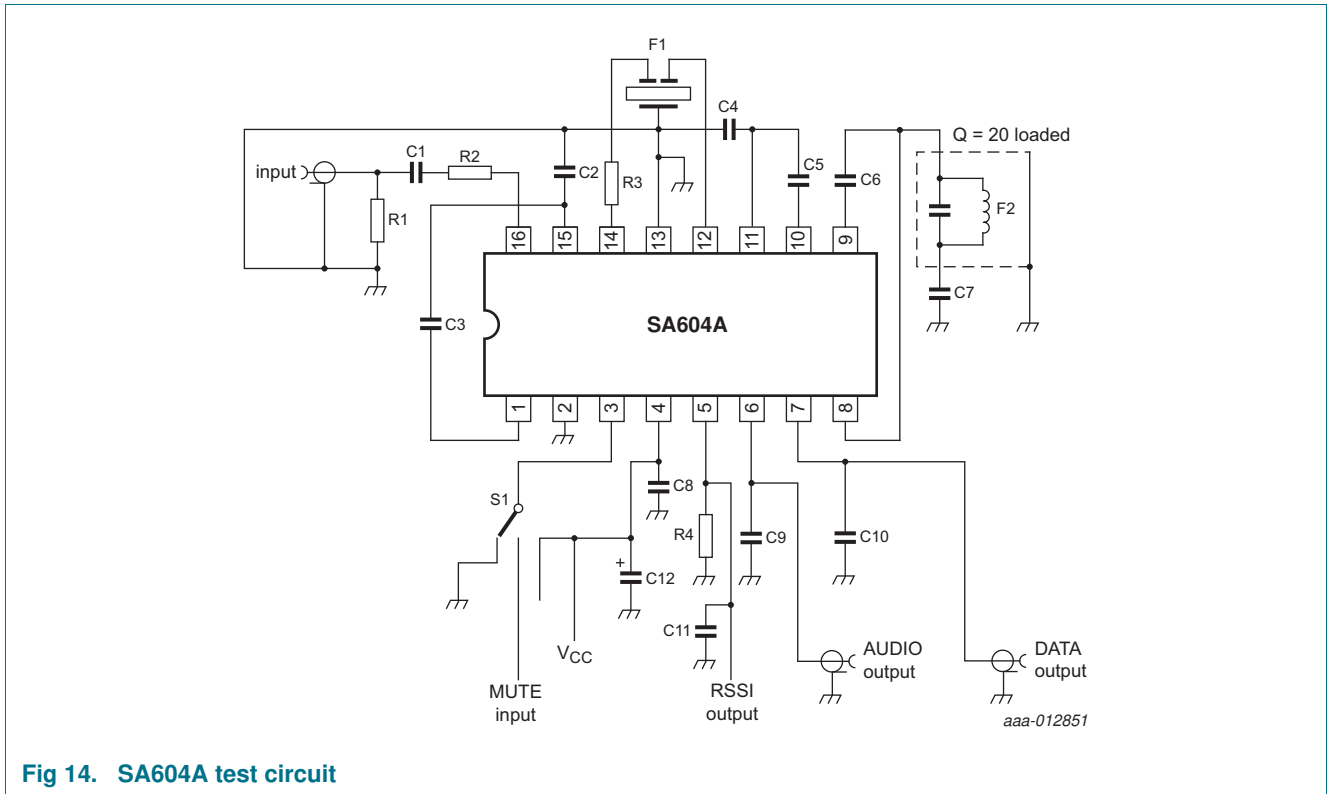 F1
C4
Q = 20 loaded
input
C1
R2
C2
R3
C5
C6
F2
R1
16
15
14
13
12
11
10
9
C7
C3
SA604A
1
2
3
4
5
6
7
8
S1
C8
R4
C9
C10
+
C12
C11
VCC
AUDIO
output
DATA
output
MUTE
input
RSSI
output
aaa-012851
Fig 14. SA604A test circuit